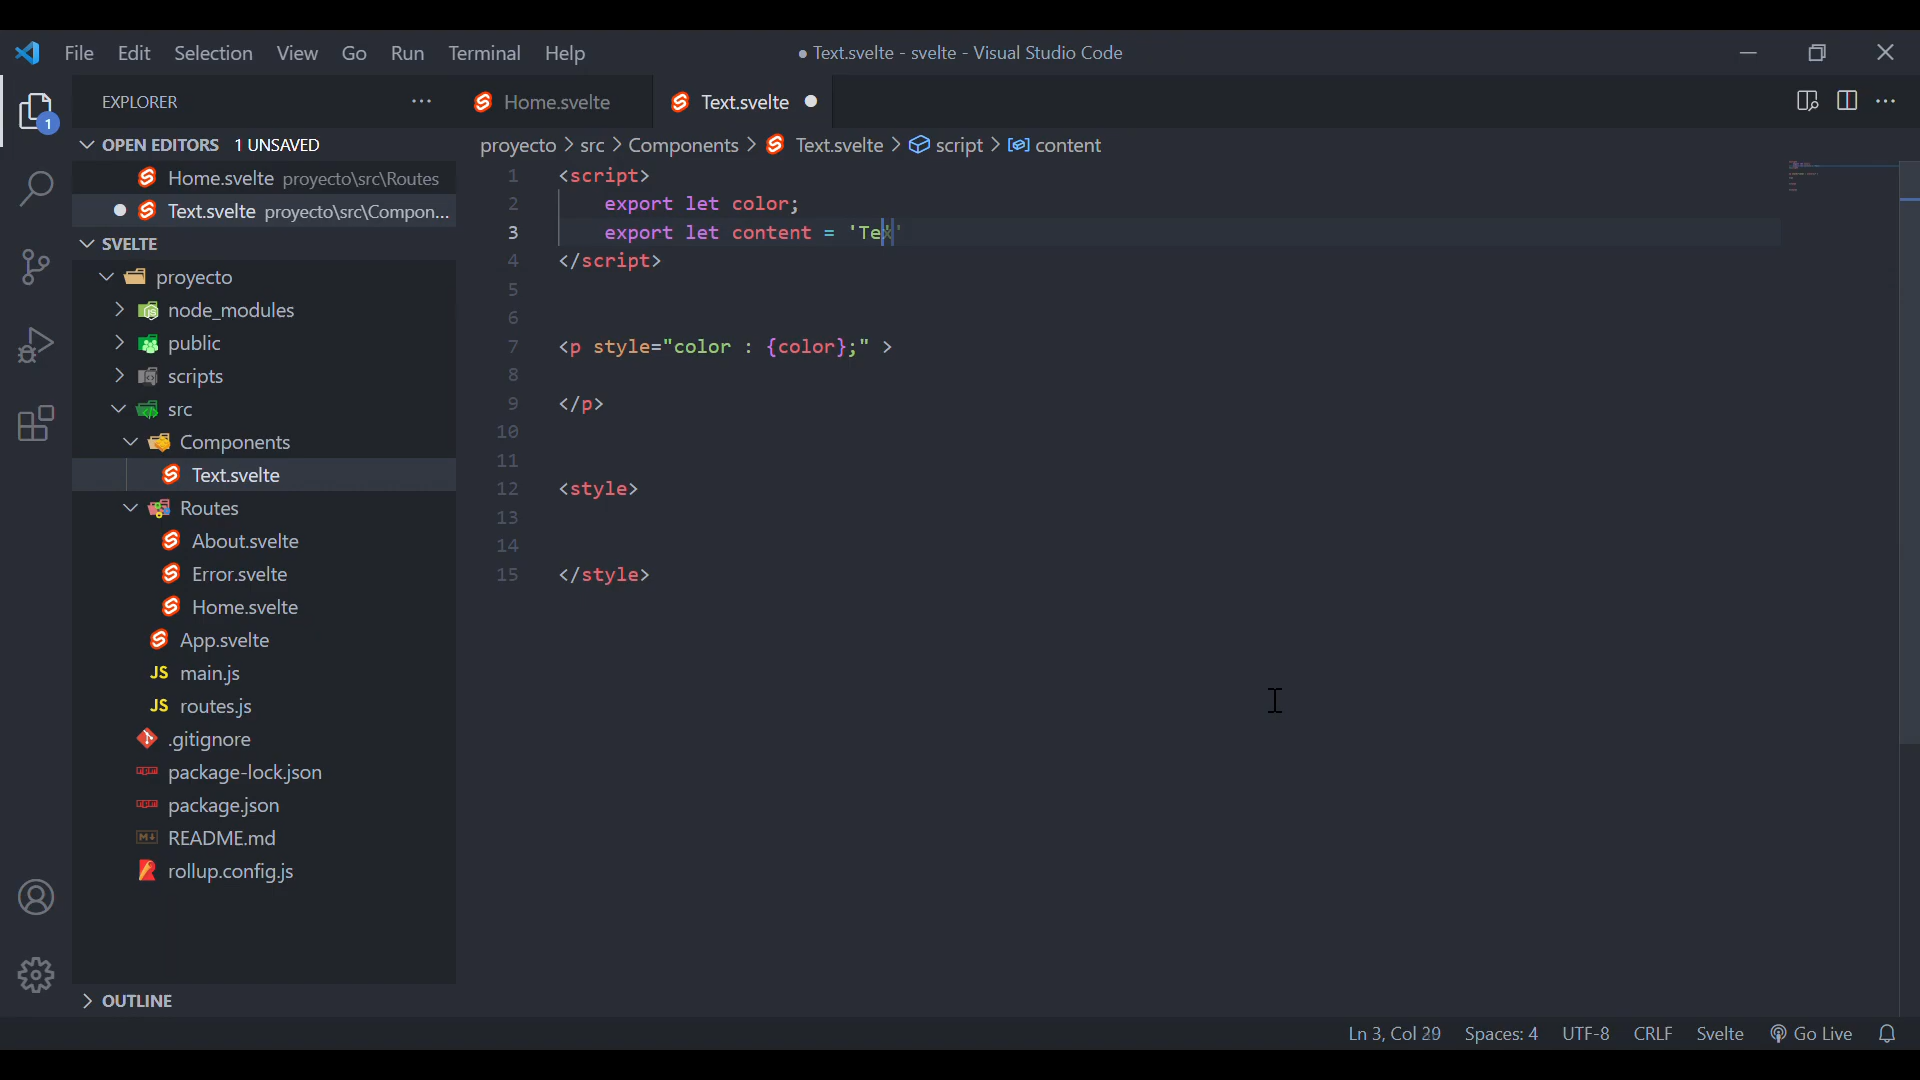 File Edit Selection View Go Run Terminal Help
● Text.svelte - svelte - Visual Studio Code
EXPLORER
1
OPEN EDITORS 1 UNSAVED
Home.svelte proyecto\src\Routes
Text.svelte proyecto\src\Compon...
SVELTE
proyecto
node_modules
public
scripts
src
Components
Text.svelte
Routes
About.svelte
Error.svelte
Home.svelte
App.svelte
JS main.js
JS routes.js
.gitignore
package-lock.json
package.json
README.md
rollup.config.js
OUTLINE
Home.svelte Text.svelte
proyecto > src > Components > Text.svelte > script > content
1 <script>
2 export let color;
3 export let content = 'Tex'
4 </script>
5
6
7 <p style="color : {color};" >
8
9 </p>
10
11
12 <style>
13
14
15 </style>
Ln 3, Col 29 Spaces: 4 UTF-8 CRLF Svelte Go Live